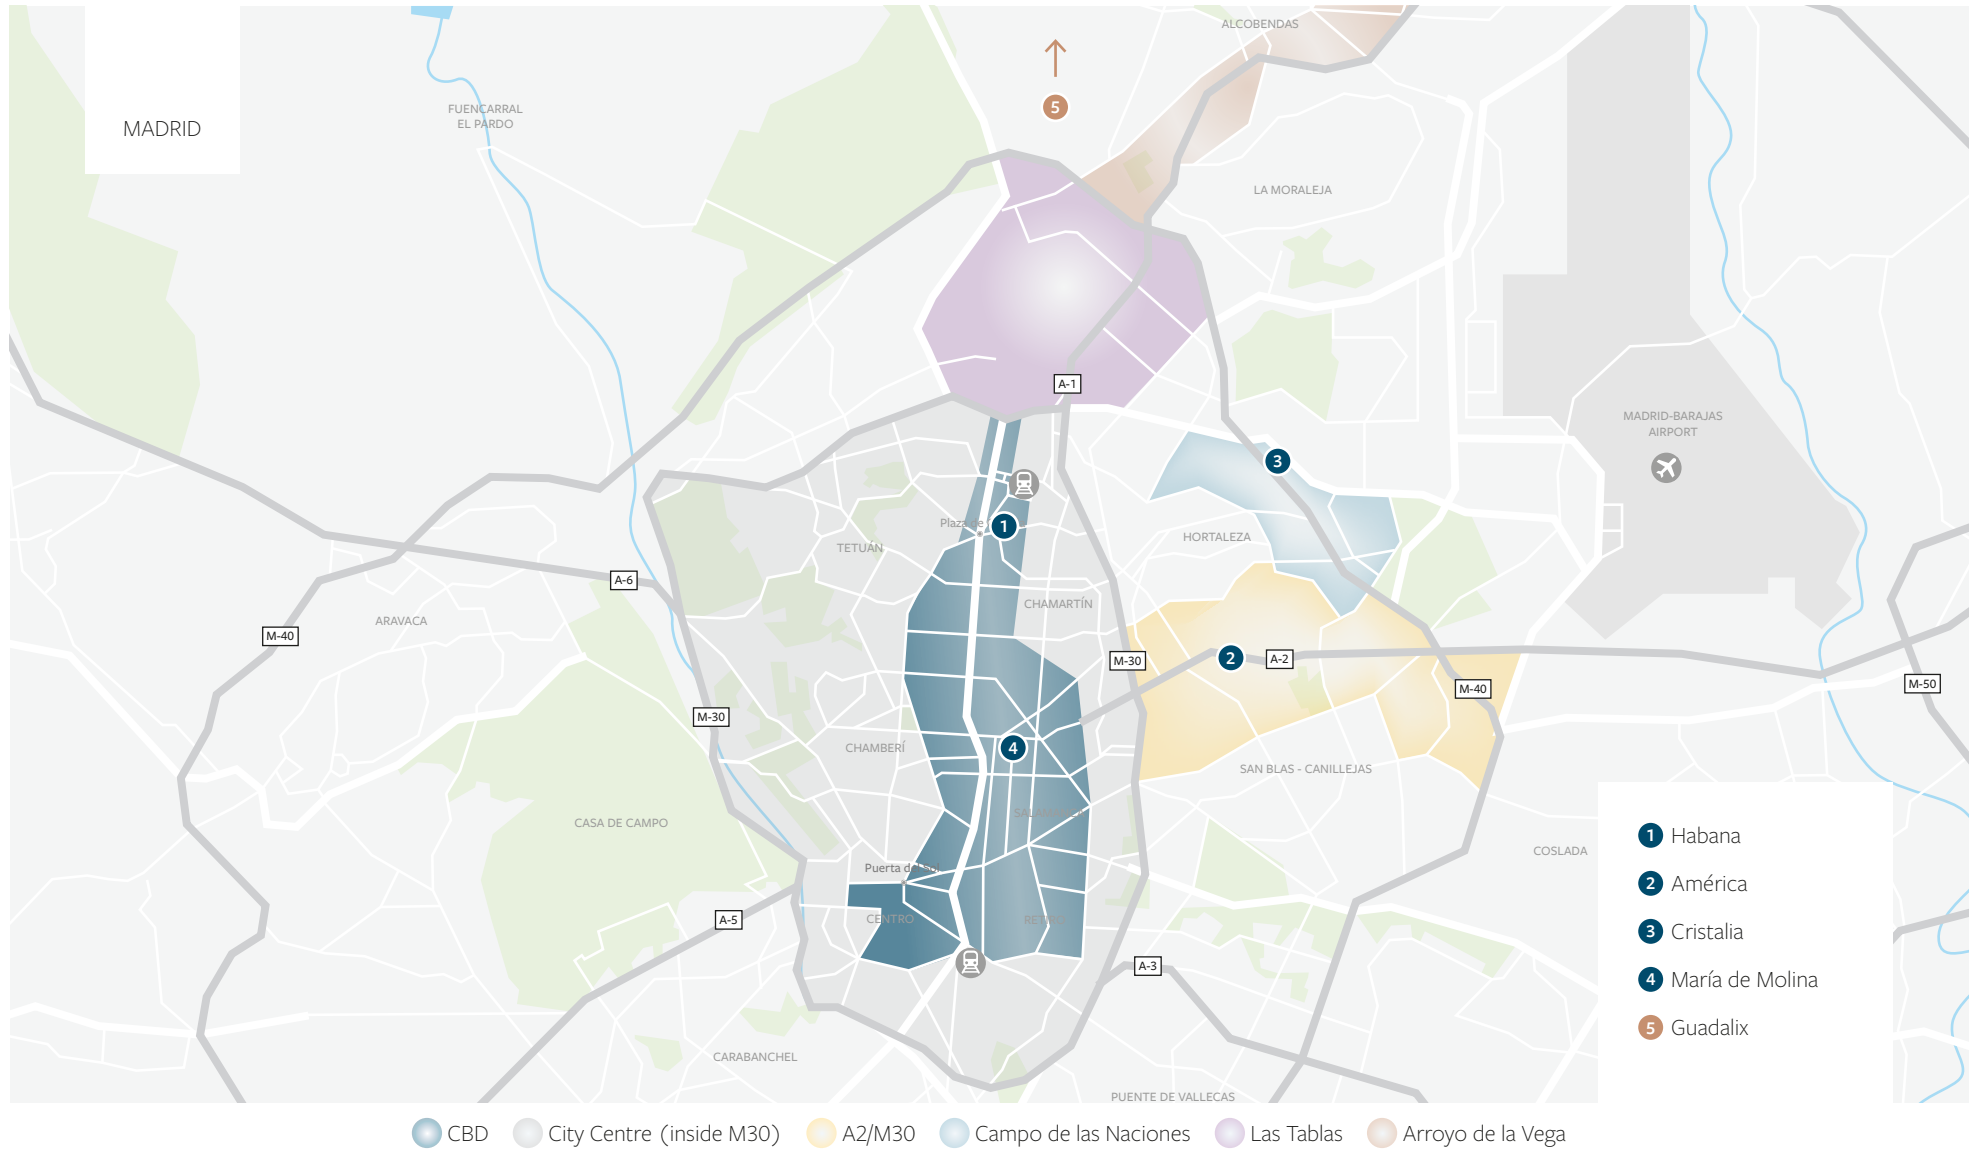 MADRID
ALCOBENDAS
5
FUENCARRAL
EL PARDO
LA MORALEJA
A-1
MADRID-BARAJAS
AIRPORT
3
Plaza de
1
TETUÁN
HORTALEZA
A-6
CHAMARTÍN
ARAVACA
M-40
M-30
2
A-2
M-50
M-40
M-30
CHAMBERÍ
4
SAN BLAS - CANILLEJAS
SALAMANCA
CASA DE CAMPO
COSLADA
Puerta del Sol
A-5
CENTRO
RETIRO
A-3
CARABANCHEL
PUENTE DE VALLECAS
1 Habana
2 América
3 Cristalia
4 María de Molina
5 Guadalix
CBD
City Centre (inside M30)
A2/M30
Campo de las Naciones
Las Tablas
Arroyo de la Vega